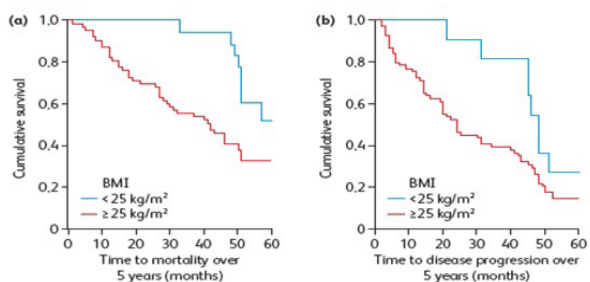 (a)
1.0
0.8
0.6
0.4
0.2
0
Cumulative survival
BMI
<25 kg/m²
≥25 kg/m²
0 10 20 30 40 50 60
Time to mortality over
5 years (months)
(b)
1.0
0.8
0.6
0.4
0.2
0
Cumulative survival
BMI
<25 kg/m²
≥25 kg/m²
0 10 20 30 40 50 60
Time to disease progression over
5 years (months)